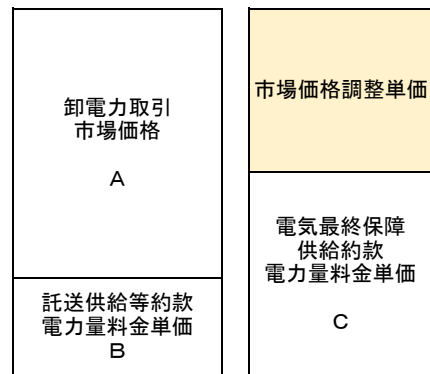 卸電力取引
市場価格
A
託送供給等約款
電力量料金単価
B
市場価格調整単価
電気最終保障
供給約款
電力量料金単価
C